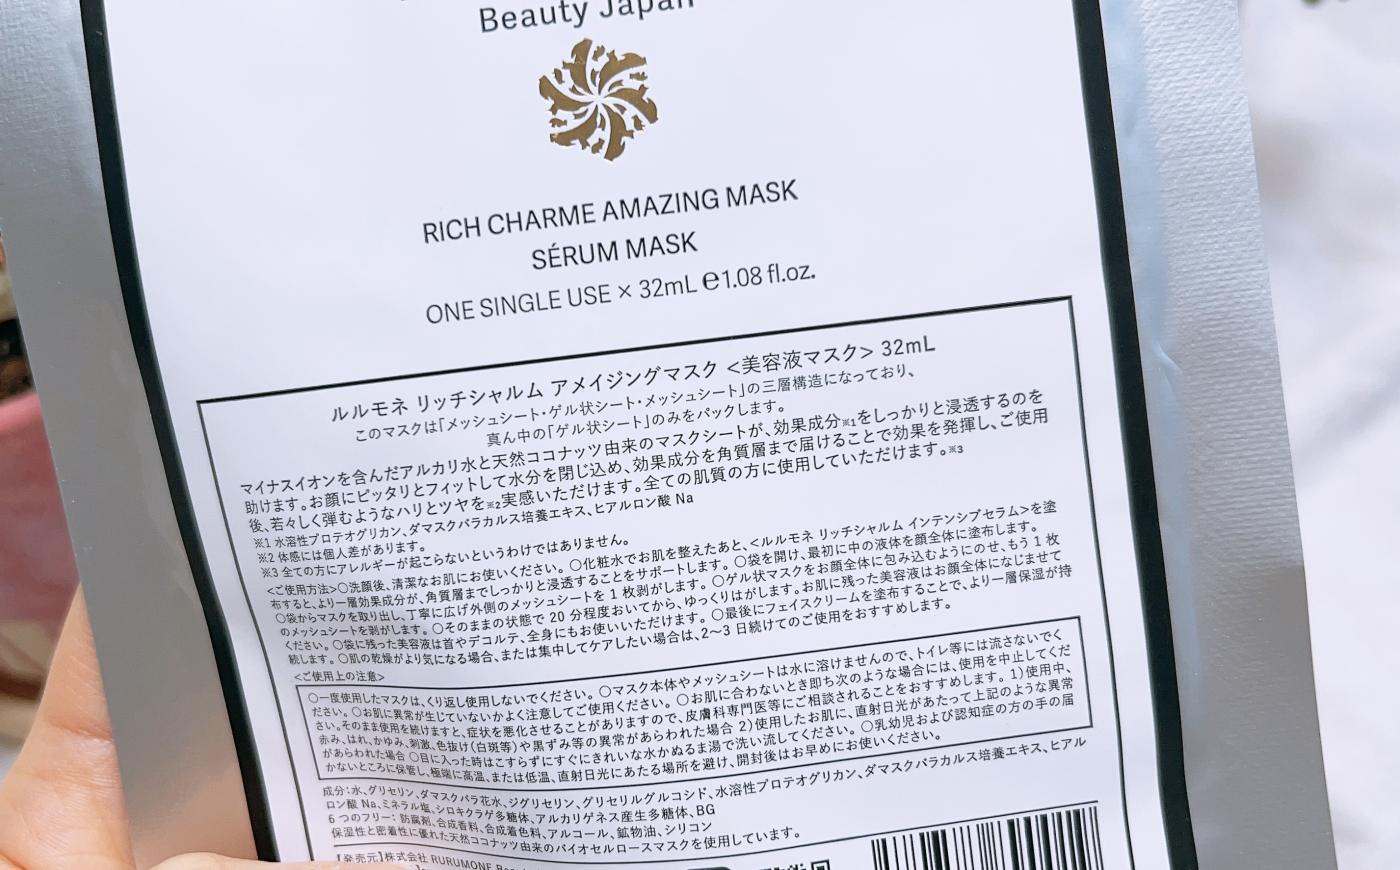 Beauty Japan
RICH CHARME AMAZING MASK
SÉRUM MASK
ONE SINGLE USE × 32mL ℮1.08 fl.oz.
ルルモネ リッチシャルム アメイジングマスク <美容液マスク> 32mL
このマスクは「メッシュシート・ゲル状シート・メッシュシート」の三層構造になっており、
真ん中の「ゲル状シート」のみをパックします。
マイナスイオンを含んだアルカリ水と天然ココナッツ由来のマスクシートが、効果成分※1をしっかりと浸透するのを
助けます。お顔にピッタリとフィットして水分を閉じ込め、効果成分を角質層まで届けることで効果を発揮し、ご使用
後、若々しく弾むようなハリとツヤを※2実感いただけます。全ての肌質の方に使用していただけます。※3
※1 水溶性プロテオグリカン、ダマスクバラカルス培養エキス、ヒアルロン酸 Na
※2 体感には個人差があります。
※3 全ての方にアレルギーが起こらないというわけではありません。
<ご使用方法>〇洗顔後、清潔なお肌にお使いください。〇化粧水でお肌を整えたあと、<ルルモネ リッチシャルム インテンシブセラム>を塗
布すると、より一層効果成分が、角質層までしっかりと浸透することをサポートします。〇袋を開け、最初に中の液体を顔全体に塗布します。
〇袋からマスクを取り出し、丁寧に広げ外側のメッシュシートを 1 枚剥がします。〇ゲル状マスクをお顔全体に包み込むようにのせ、もう 1 枚
のメッシュシートを剥がします。〇そのままの状態で 20 分程度おいてから、ゆっくりはがします。お肌に残った美容液はお顔全体になじませて
ください。〇袋に残った美容液は首やデコルテ、全身にもお使いいただけます。〇最後にフェイスクリームを塗布することで、より一層保湿が持
続します。〇肌の乾燥がより気になる場合、または集中してケアしたい場合は、2〜3 日続けてのご使用をおすすめします。
<ご使用上の注意>
〇一度使用したマスクは、くり返し使用しないでください。〇マスク本体やメッシュシートは水に溶けませんので、トイレ等には流さないでく
ださい。〇お肌に異常が生じていないかよく注意してご使用ください。〇お肌に合わないとき即ち次のような場合には、使用を中止してくだ
さい。そのまま使用を続けますと、症状を悪化させることがありますので、皮膚科専門医等にご相談されることをおすすめします。1)使用中、
赤み、はれ、かゆみ、刺激、色抜け(白斑等)や黒ずみ等の異常があらわれた場合 2)使用したお肌に、直射日光があたって上記のような異常
があらわれた場合 〇目に入った時はこすらずにすぐにきれいな水かぬるま湯で洗い流してください。〇乳幼児および認知症の方の手の届
かないところに保管し、極端に高温、または低温、直射日光にあたる場所を避け、開封後はお早めにお使いください。
成分：水、グリセリン、ダマスクバラ花水、ジグリセリン、グリセリルグルコシド、水溶性プロテオグリカン、ダマスクバラカルス培養エキス、ヒアル
ロン酸 Na、ミネラル塩、シロキクラゲ多糖体、アルカリゲネス産生多糖体、BG
6 つのフリー：防腐剤、合成香料、合成着色料、アルコール、鉱物油、シリコン
保湿性と密着性に優れた天然ココナッツ由来のバイオセルロースマスクを使用しています。
【発売元】株式会社 RURUMONE